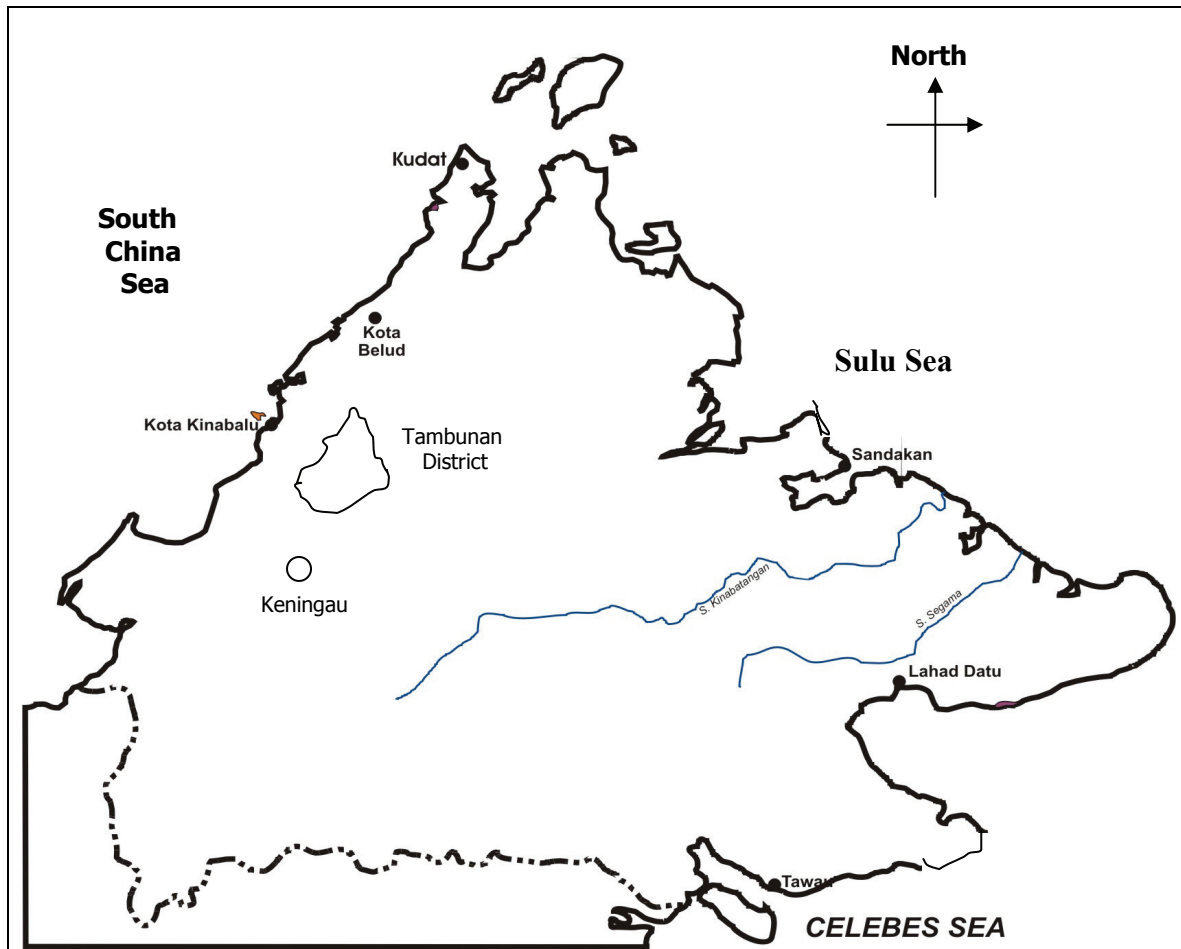 North
Kudat
South
China
Sea
Kota
Belud
Sulu Sea
Kota Kinabalu
Tambunan
District
Sandakan
Keningau
S. Kinabatangan
S. Segama
Lahad Datu
Tawau
CELEBES SEA